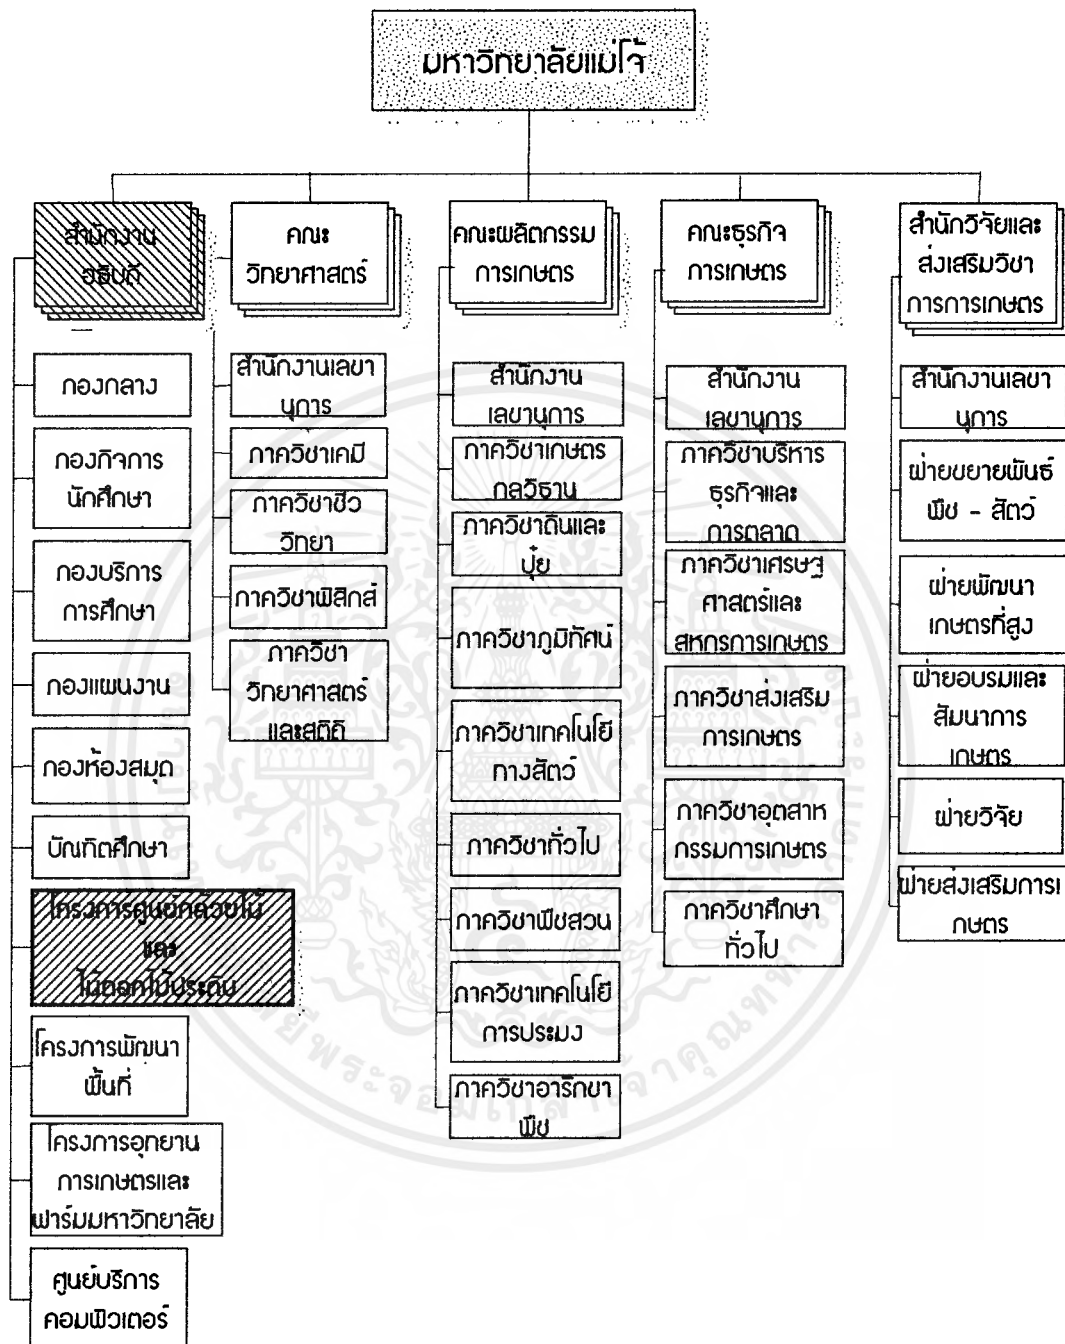 มหาวิทยาลัยแม่โจ้
สำนักงาน
อธิบดี
กองกลาง
กองกิจการ
นักศึกษา
กองบริการ
การศึกษา
กองแผนงาน
กองห้องสมุด
บัณฑิตศึกษา
โครงการศูนย์กล้วยไม้
และ
ไม้ดอกไม้ประดับ
โครงการพัฒนา
พื้นที่
โครงการอุทยาน
การเกษตรและ
ฟาร์มมหาวิทยาลัย
ศูนย์บริการ
คอมพิวเตอร์
คณะ
วิทยาศาสตร์
สำนักงานเลขา
นุการ
ภาควิชาเคมี
ภาควิชาชีว
วิทยา
ภาควิชาฟิสิกส์
ภาควิชา
วิทยาศาสตร์
และสถิติ
คณะผลิตกรรม
การเกษตร
สำนักงาน
เลขานุการ
ภาควิชาเกษตร
กลวิธาน
ภาควิชาดินและ
ปุ๋ย
ภาควิชาภูมิทัศน์
ภาควิชาเทคโนโยี
ทางสัตว์
ภาควิชาทั่วไป
ภาควิชาพืชสวน
ภาควิชาเทคโนโยี
การประมง
ภาควิชาอารักขา
พืช
คณะธุรกิจ
การเกษตร
สำนักงาน
เลขานุการ
ภาควิชาบริหาร
ธุรกิจและ
การตลาด
ภาควิชาเศรษฐ
ศาสตร์และ
สหกรการเกษตร
ภาควิชาส่งเสริม
การเกษตร
ภาควิชาอุตสาห
กรรมการเกษตร
ภาควิชาศึกษา
ทั่วไป
สำนักวิจัยและ
ส่งเสริมวิชา
การการเกษตร
สำนักงานเลขา
นุการ
ฝ่ายขยายพันธ์
พืช - สัตว์
ฝ่ายพัฒนา
เกษตรที่สูง
ฝ่ายอบรมและ
สัมนาการ
เกษตร
ฝ่ายวิจัย
ฝ่ายส่งเสริมการเ
กษตร